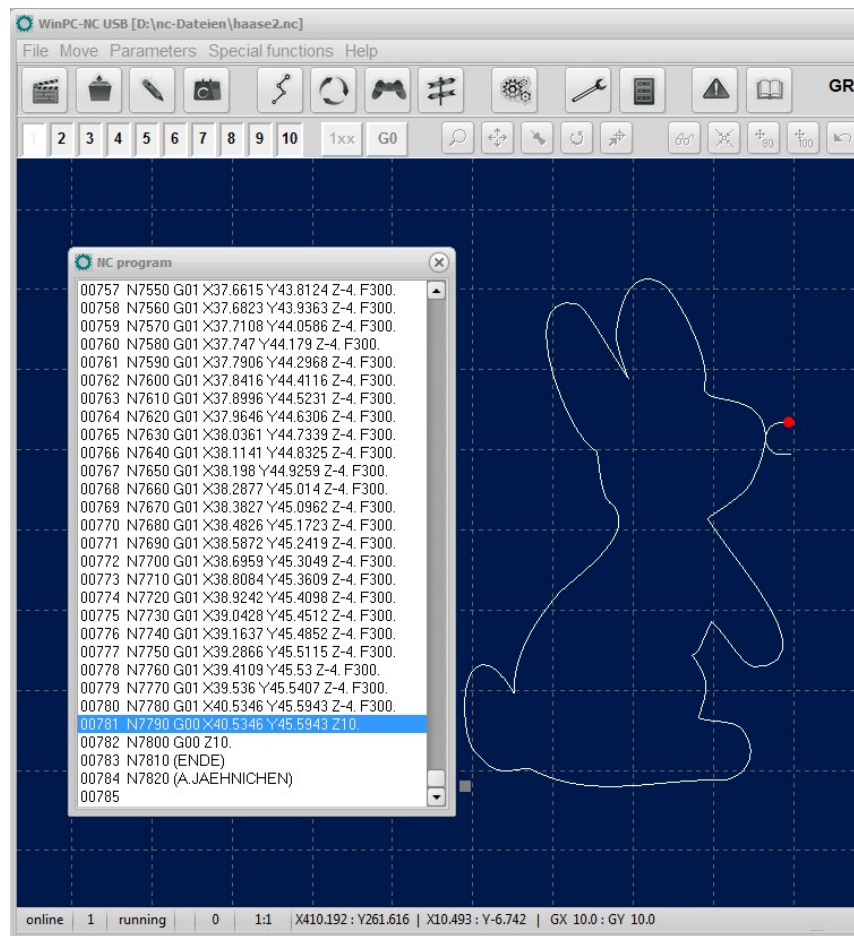 WinPC-NC USB [D:\nc-Dateien\haase2.nc]
File Move Parameters Special functions Help
GR
1 2 3 4 5 6 7 8 9 10 1xx G0 90 100
NC program
00757 N7550 G01 X37.6615 Y43.8124 Z-4. F300.
00758 N7560 G01 X37.6823 Y43.9363 Z-4. F300.
00759 N7570 G01 X37.7108 Y44.0586 Z-4. F300.
00760 N7580 G01 X37.747 Y44.179 Z-4. F300.
00761 N7590 G01 X37.7906 Y44.2968 Z-4. F300.
00762 N7600 G01 X37.8416 Y44.4116 Z-4. F300.
00763 N7610 G01 X37.8996 Y44.5231 Z-4. F300.
00764 N7620 G01 X37.9646 Y44.6306 Z-4. F300.
00765 N7630 G01 X38.0361 Y44.7339 Z-4. F300.
00766 N7640 G01 X38.1141 Y44.8325 Z-4. F300.
00767 N7650 G01 X38.198 Y44.9259 Z-4. F300.
00768 N7660 G01 X38.2877 Y45.014 Z-4. F300.
00769 N7670 G01 X38.3827 Y45.0962 Z-4. F300.
00770 N7680 G01 X38.4826 Y45.1723 Z-4. F300.
00771 N7690 G01 X38.5872 Y45.2419 Z-4. F300.
00772 N7700 G01 X38.6959 Y45.3049 Z-4. F300.
00773 N7710 G01 X38.8084 Y45.3609 Z-4. F300.
00774 N7720 G01 X38.9242 Y45.4098 Z-4. F300.
00775 N7730 G01 X39.0428 Y45.4512 Z-4. F300.
00776 N7740 G01 X39.1637 Y45.4852 Z-4. F300.
00777 N7750 G01 X39.2866 Y45.5115 Z-4. F300.
00778 N7760 G01 X39.4109 Y45.53 Z-4. F300.
00779 N7770 G01 X39.536 Y45.5407 Z-4. F300.
00780 N7780 G01 X40.5346 Y45.5943 Z-4. F300.
00781 N7790 G00 X40.5346 Y45.5943 Z10.
00782 N7800 G00 Z10.
00783 N7810 (ENDE)
00784 N7820 (A.JAEHNICHEN)
00785
online 1 running 0 1:1 X410.192 : Y261.616 | X10.493 : Y-6.742 | GX 10.0 : GY 10.0